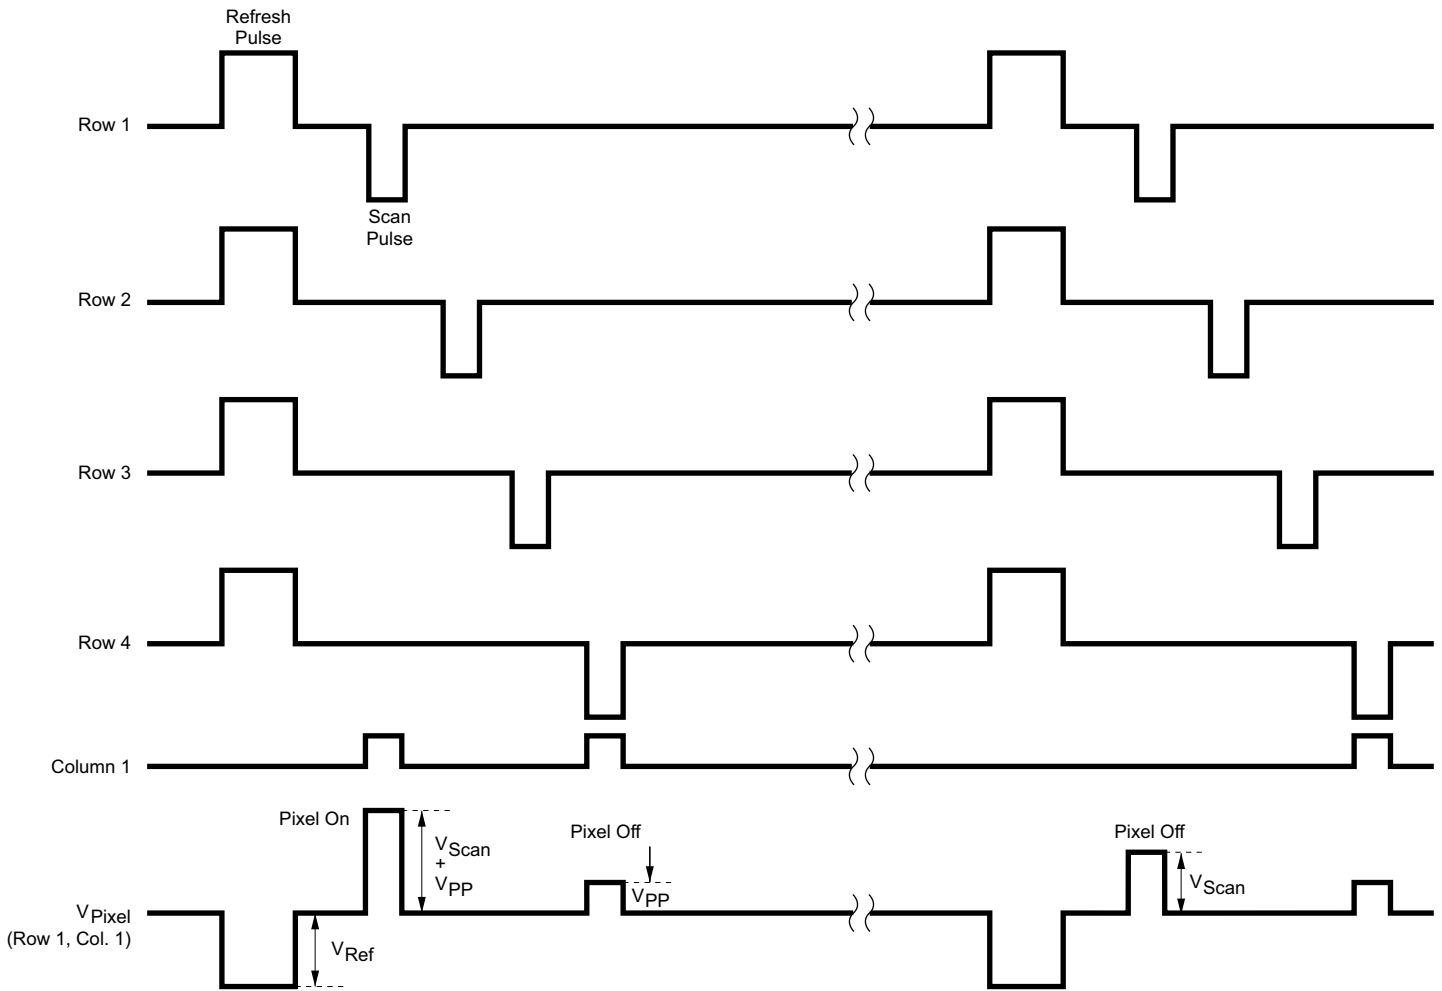 Refresh
Pulse
Row 1
Scan
Pulse
Row 2
Row 3
Row 4
Column 1
Pixel On
VScan
+
VPP
Pixel Off
VPP
Pixel Off
VScan
VPixel
(Row 1, Col. 1)
VRef